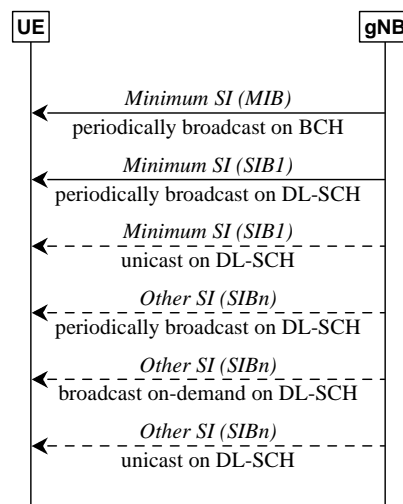 UE
gNB
Minimum SI (MIB)
periodically broadcast on BCH
Minimum SI (SIB1)
periodically broadcast on DL-SCH
Minimum SI (SIB1)
unicast on DL-SCH
Other SI (SIBn)
periodically broadcast on DL-SCH
Other SI (SIBn)
broadcast on-demand on DL-SCH
Other SI (SIBn)
unicast on DL-SCH